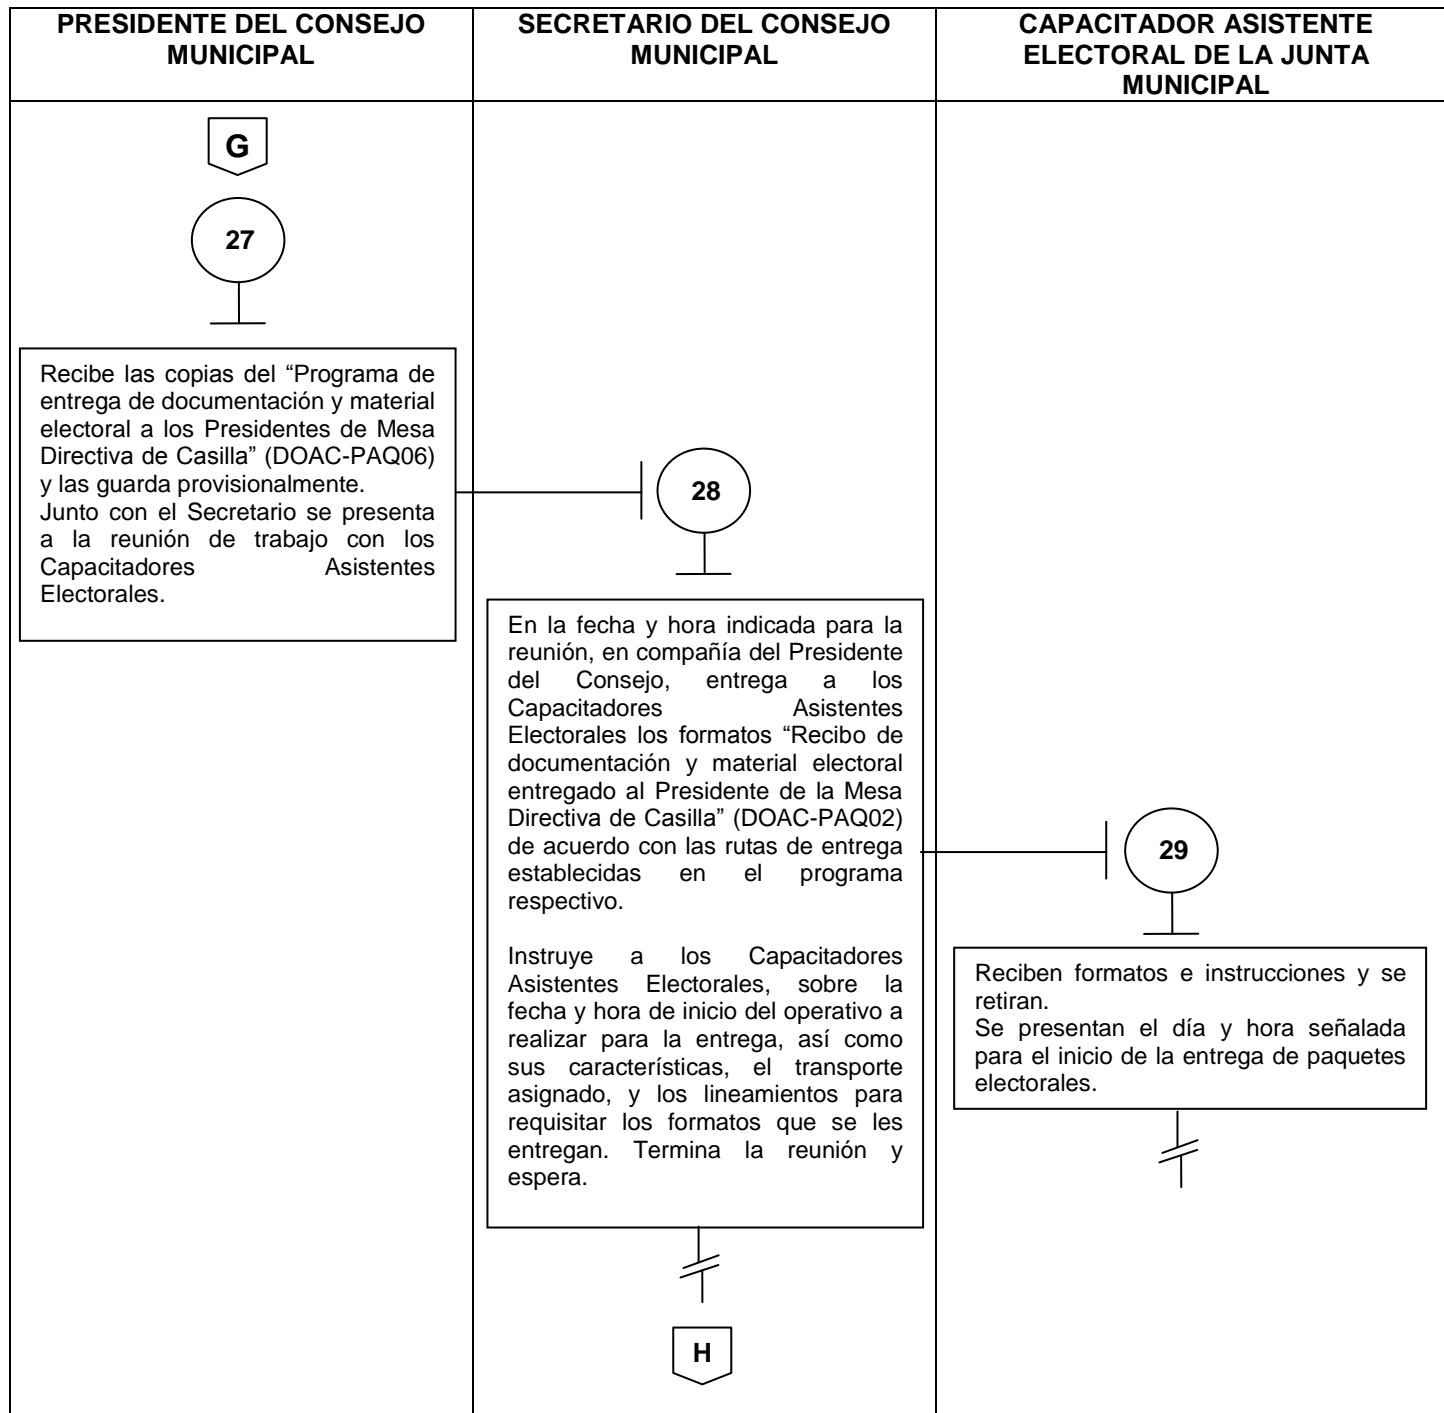 PRESIDENTE DEL CONSEJO
MUNICIPAL
SECRETARIO DEL CONSEJO
MUNICIPAL
CAPACITADOR ASISTENTE
ELECTORAL DE LA JUNTA
MUNICIPAL
G
27
Recibe las copias del “Programa de
entrega de documentación y material
electoral a los Presidentes de Mesa
Directiva de Casilla” (DOAC-PAQ06)
y las guarda provisionalmente.
Junto con el Secretario se presenta
a la reunión de trabajo con los
Capacitadores Asistentes
Electorales.
28
En la fecha y hora indicada para la
reunión, en compañía del Presidente
del Consejo, entrega a los
Capacitadores Asistentes
Electorales los formatos “Recibo de
documentación y material electoral
entregado al Presidente de la Mesa
Directiva de Casilla” (DOAC-PAQ02)
de acuerdo con las rutas de entrega
establecidas en el programa
respectivo.
Instruye a los Capacitadores
Asistentes Electorales, sobre la
fecha y hora de inicio del operativo a
realizar para la entrega, así como
sus características, el transporte
asignado, y los lineamientos para
requisitar los formatos que se les
entregan. Termina la reunión y
espera.
H
29
Reciben formatos e instrucciones y se
retiran.
Se presentan el día y hora señalada
para el inicio de la entrega de paquetes
electorales.